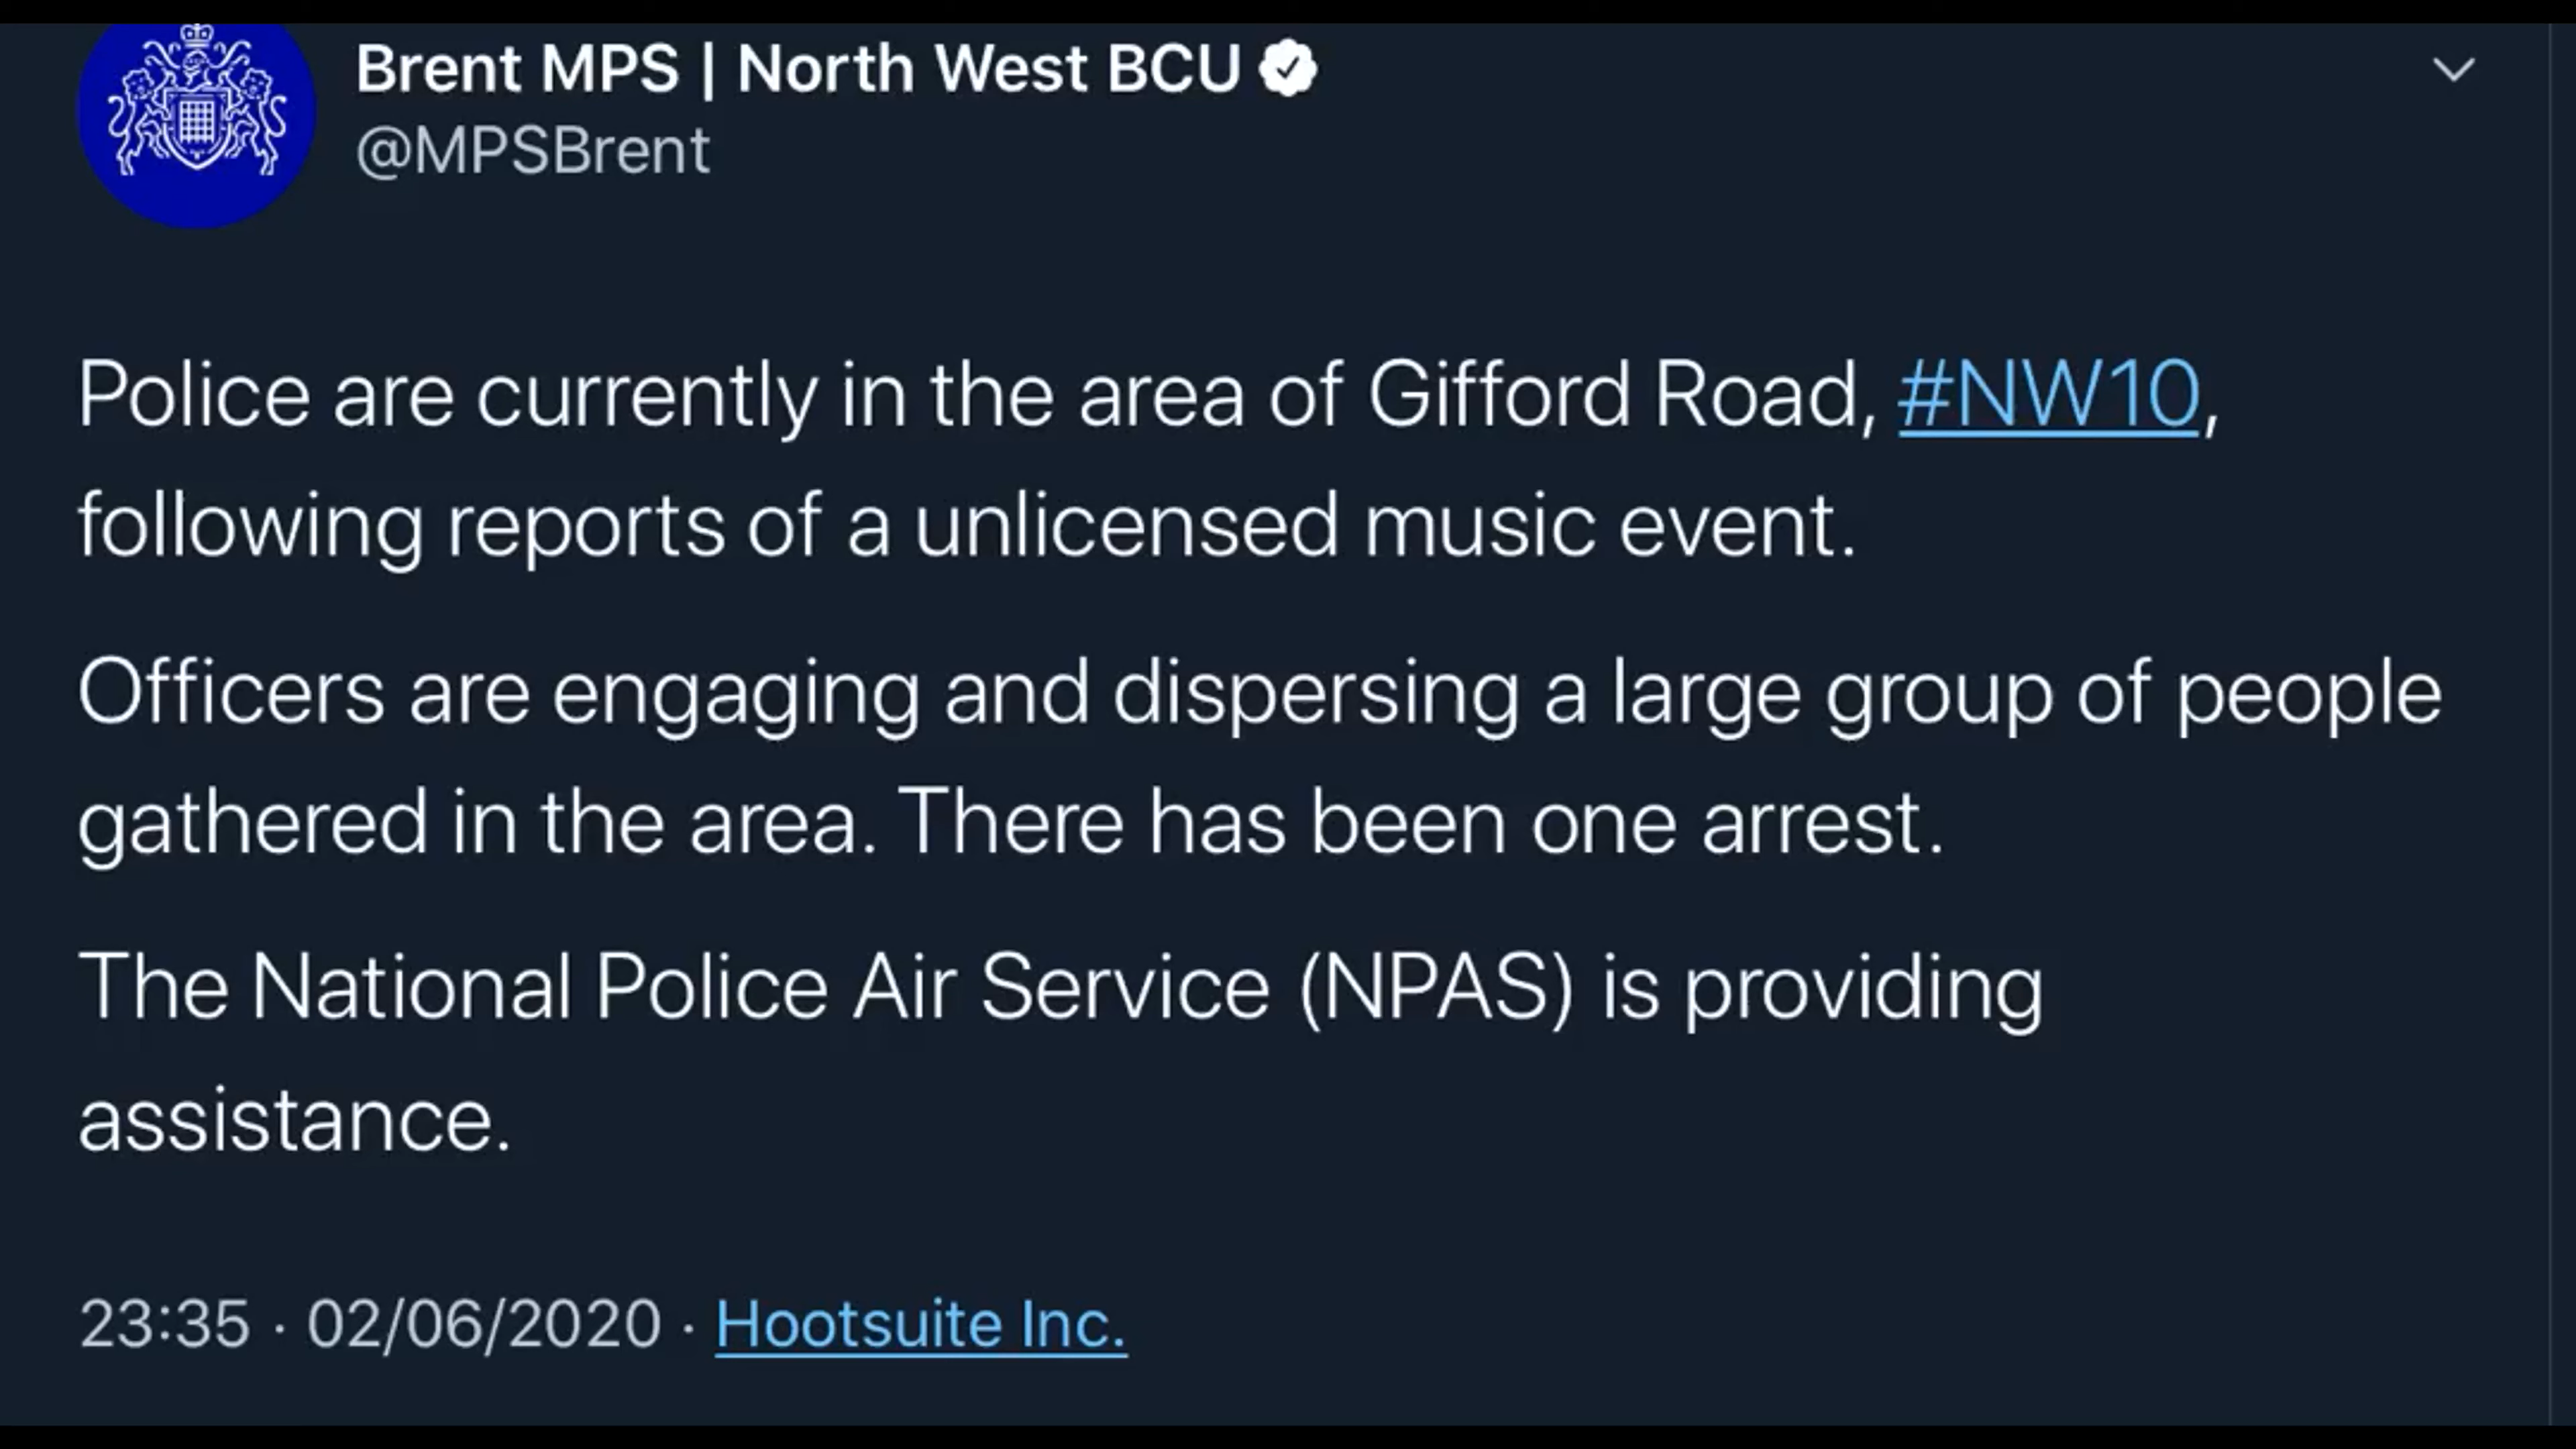 Brent MPS | North West BCU
@MPSBrent
Police are currently in the area of Gifford Road, #NW10,
following reports of a unlicensed music event.
Officers are engaging and dispersing a large group of people
gathered in the area. There has been one arrest.
The National Police Air Service (NPAS) is providing
assistance.
23:35 · 02/06/2020 · Hootsuite Inc.